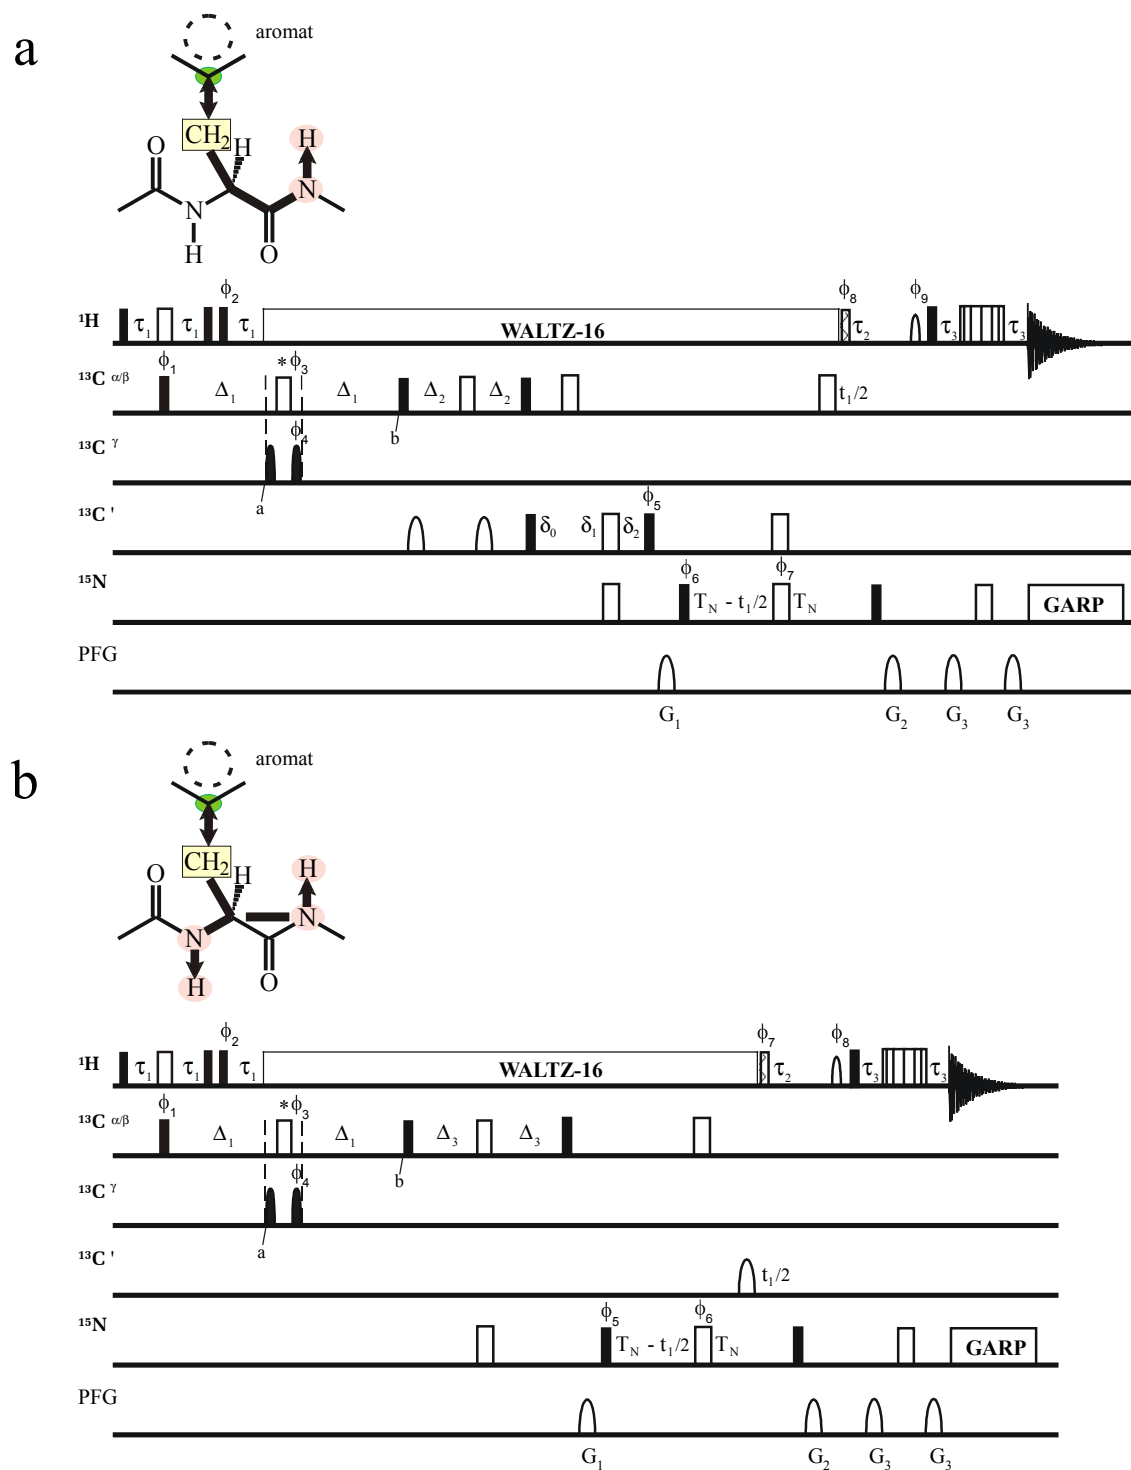 a
aromat
CH₂
H H
O
N
N
H
O
ϕ₂ ϕ₈ ϕ₉
¹H τ₁ τ₁ τ₁ WALTZ-16 τ₂ τ₃ τ₃
ϕ₁ * ϕ₃
¹³C α/β Δ₁ Δ₁ Δ₂ Δ₂ t₁/2
b
¹³C γ ϕ₄
a
ϕ₅
¹³C ' δ₀ δ₁ δ₂
ϕ₆ ϕ₇
¹⁵N T_N - t₁/2 T_N GARP
PFG
G₁ G₂ G₃ G₃
b
aromat
CH₂
H H
O
N
N
H
O
ϕ₂ ϕ₇ ϕ₈
¹H τ₁ τ₁ τ₁ WALTZ-16 τ₂ τ₃ τ₃
ϕ₁ * ϕ₃
¹³C α/β Δ₁ Δ₁ Δ₃ Δ₃
b
¹³C γ ϕ₄
a
¹³C ' t₁/2
ϕ₅ ϕ₆
¹⁵N T_N - t₁/2 T_N GARP
PFG
G₁ G₂ G₃ G₃